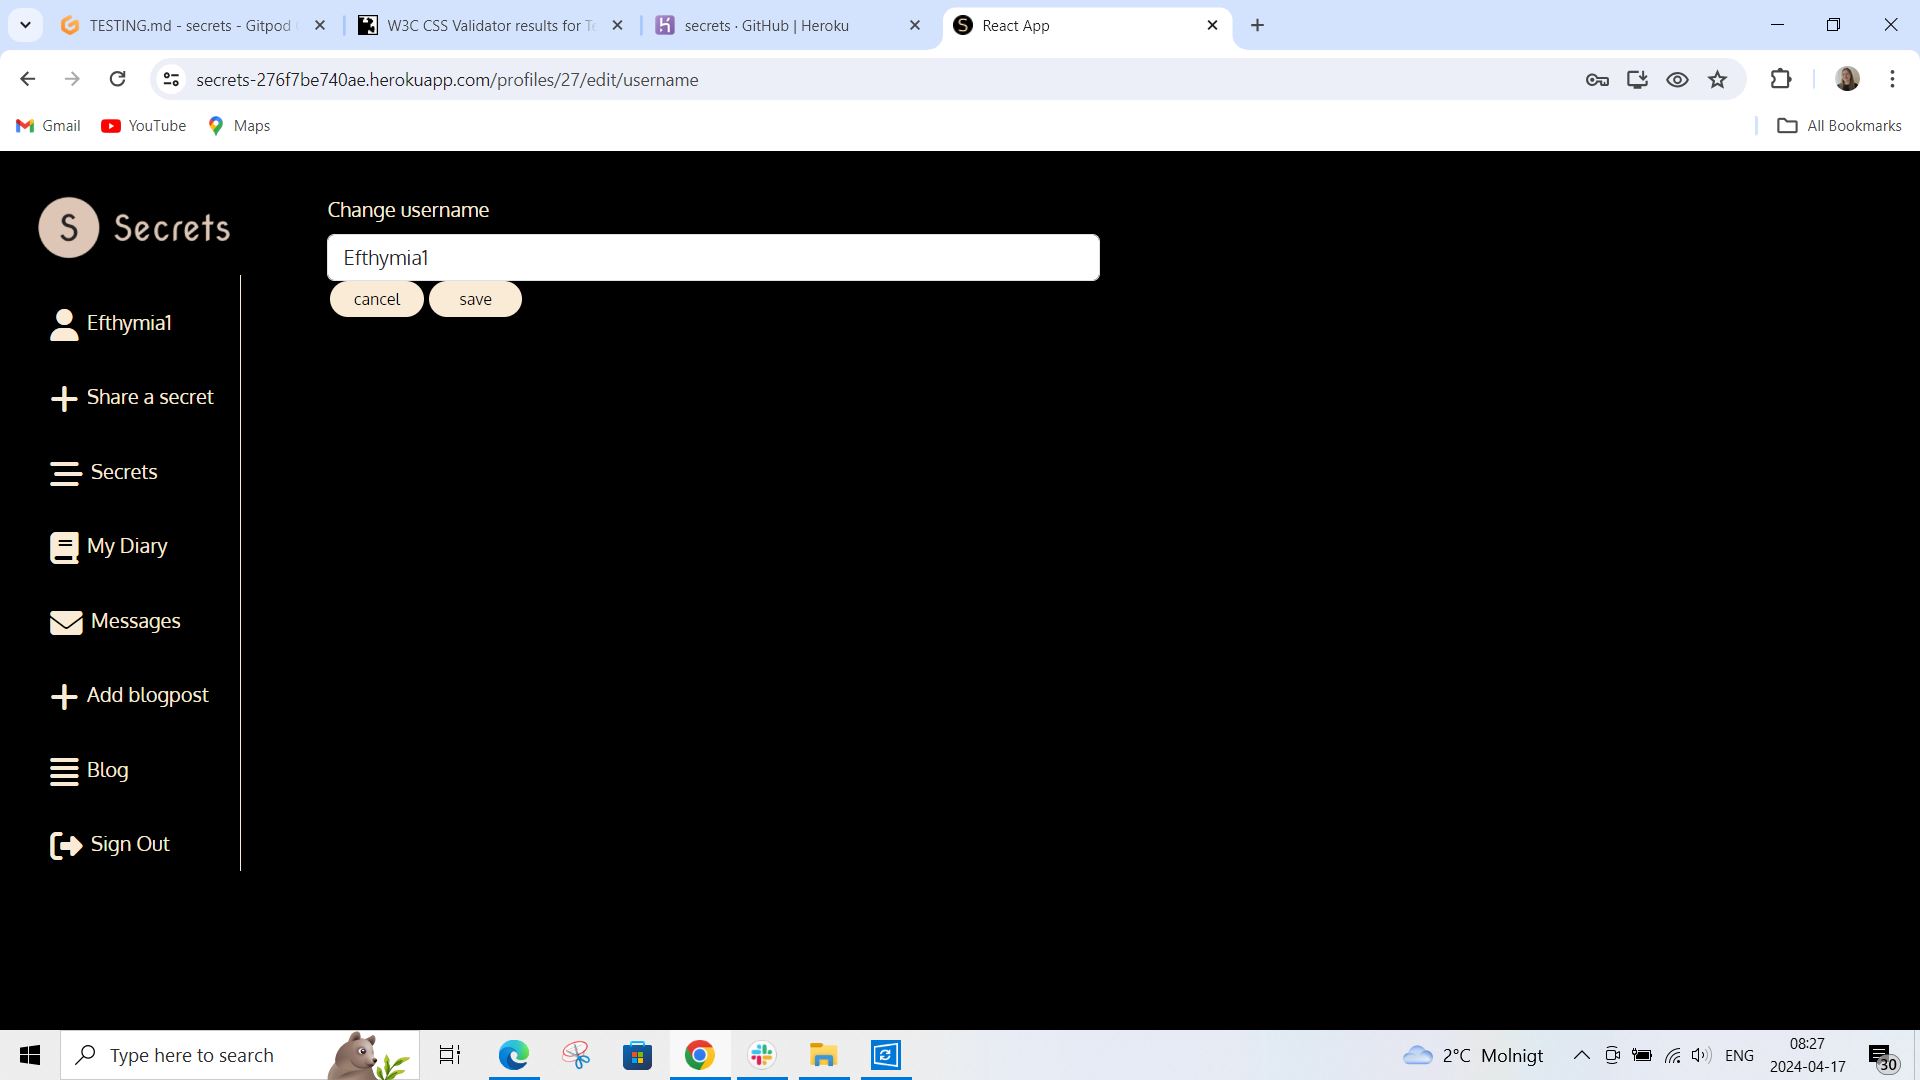 TESTING.md - secrets - Gitpod
W3C CSS Validator results for Te
secrets · GitHub | Heroku
S
React App
secrets-276f7be740ae.herokuapp.com/profiles/27/edit/username
Gmail
YouTube
Maps
All Bookmarks
S Secrets
Change username
Efthymia1
cancel
save
Efthymia1
Share a secret
Secrets
My Diary
Messages
Add blogpost
Blog
Sign Out
Type here to search
2°C Molnigt
ENG
08:27
2024-04-17
30